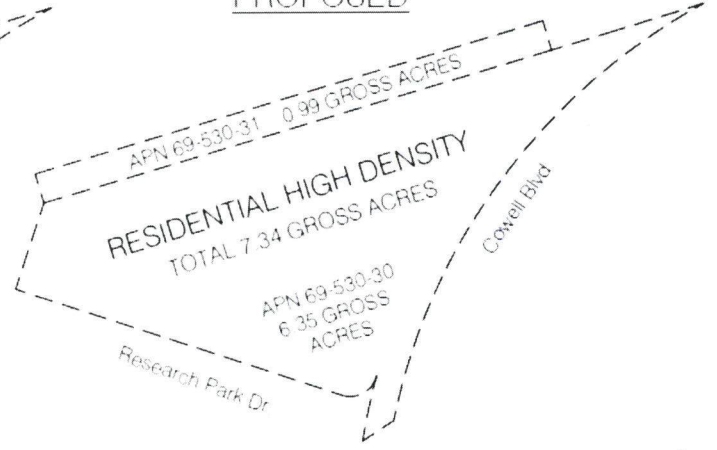 PROPOSED
APN 69-530-31 0.99 GROSS ACRES
RESIDENTIAL HIGH DENSITY
TOTAL 7.34 GROSS ACRES
APN 69-530-30
6.35 GROSS
ACRES
Cowell Blvd
Research Park Dr